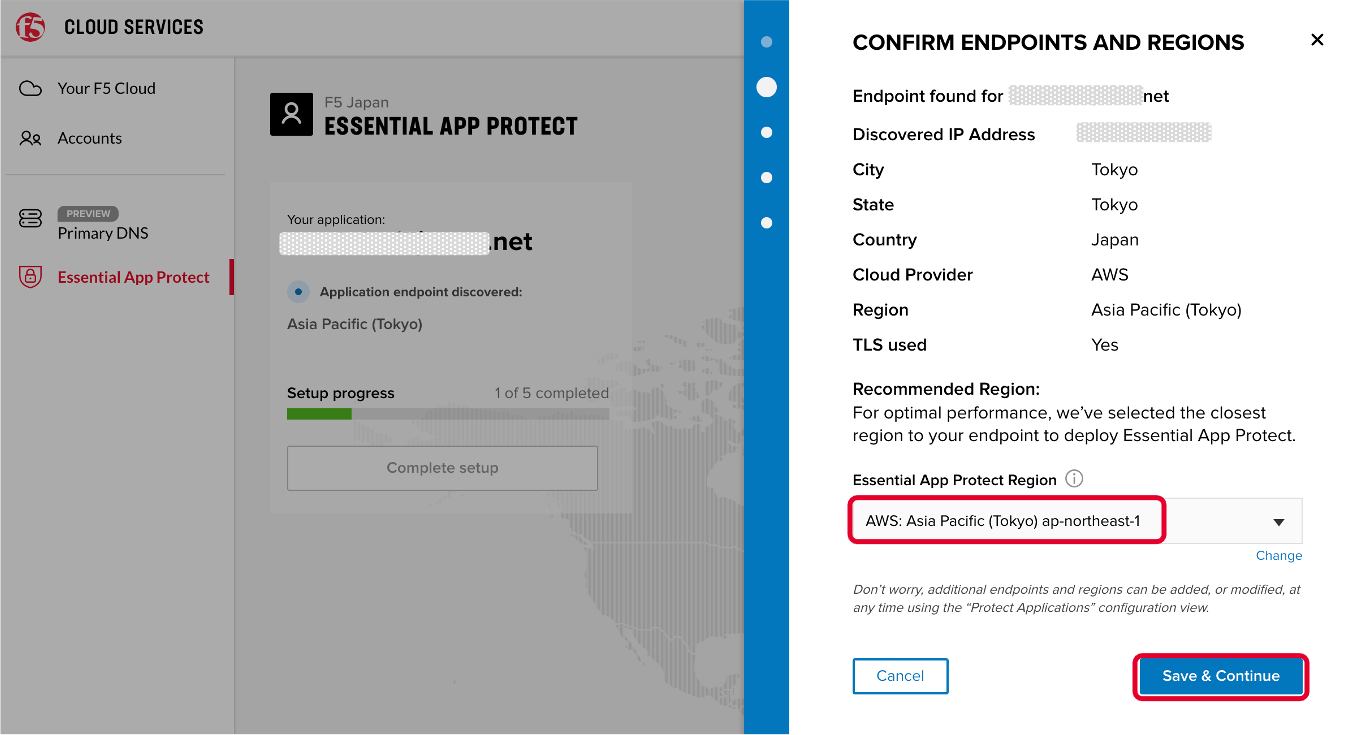 f5 CLOUD SERVICES
Your F5 Cloud
Accounts
PREVIEW
Primary DNS
Essential App Protect
F5 Japan
ESSENTIAL APP PROTECT
Your application:
.net
Application endpoint discovered:
Asia Pacific (Tokyo)
Setup progress 1 of 5 completed
Complete setup
CONFIRM ENDPOINTS AND REGIONS
Endpoint found for net
Discovered IP Address
City Tokyo
State Tokyo
Country Japan
Cloud Provider AWS
Region Asia Pacific (Tokyo)
TLS used Yes
Recommended Region:
For optimal performance, we’ve selected the closest
region to your endpoint to deploy Essential App Protect.
Essential App Protect Region
AWS: Asia Pacific (Tokyo) ap-northeast-1
Change
Don’t worry, additional endpoints and regions can be added, or modified, at
any time using the “Protect Applications” configuration view.
Cancel
Save & Continue